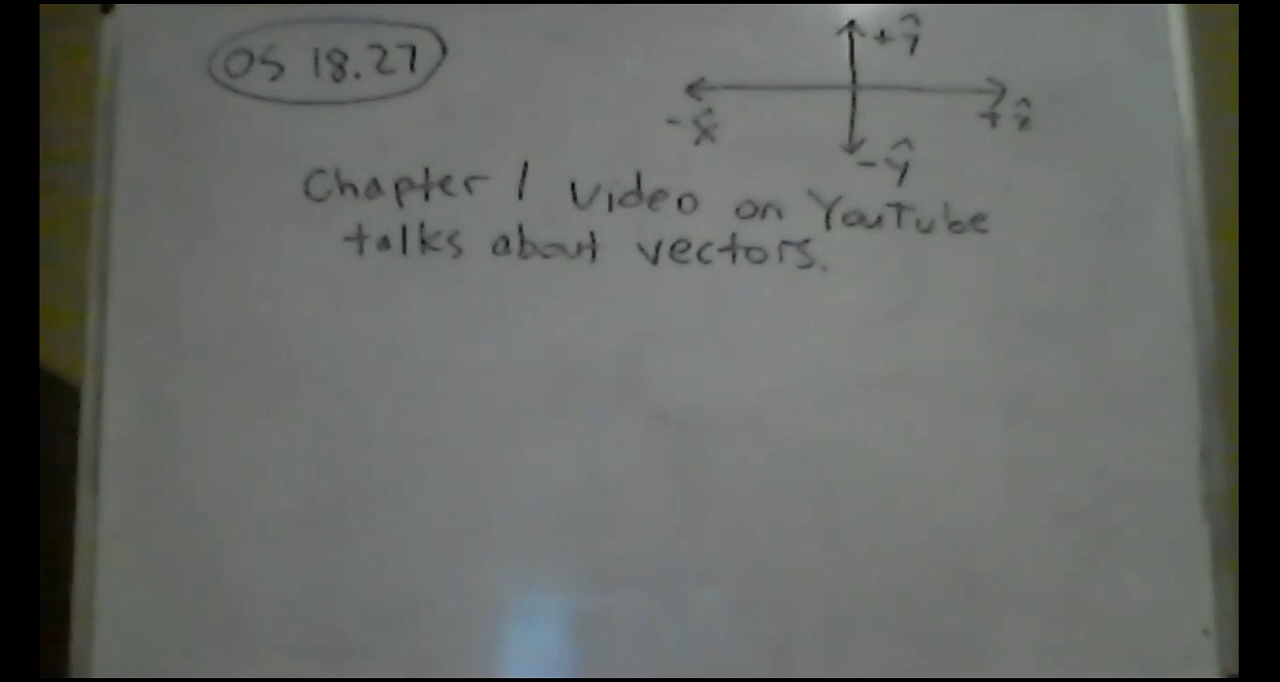 OS 18.27
+ŷ
-x̂
+x̂
-ŷ
Chapter 1 Video on YouTube
talks about vectors.